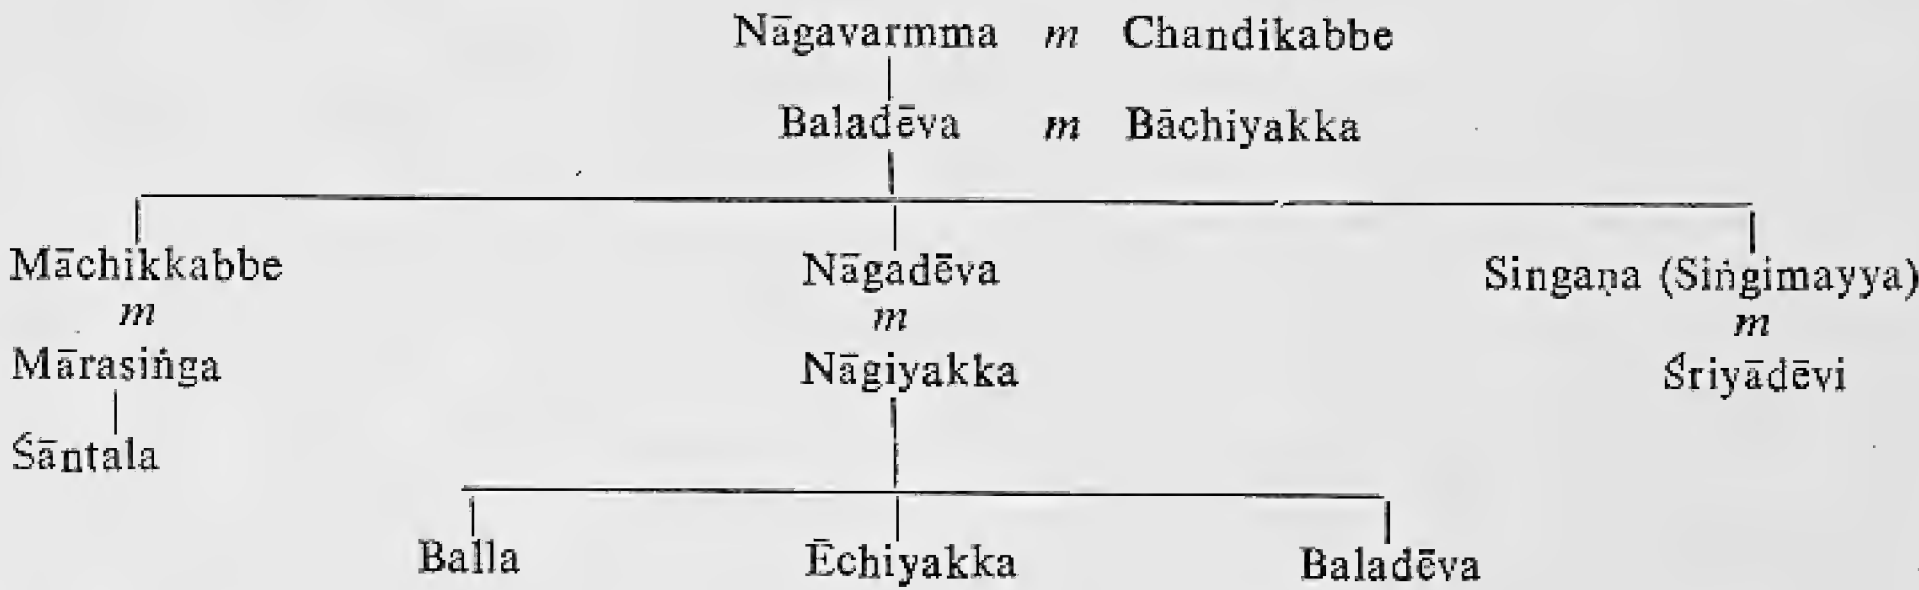 Nāgavarmma m Chandikabbe
Baladēva m Bāchiyakka
Māchikkabbe Nāgadēva Singaṇa (Siṅgimayya)
m m m
Mārasiṅga Nāgiyakka Śriyādēvi
Śāntala
Balla Ēchiyakka Baladēva